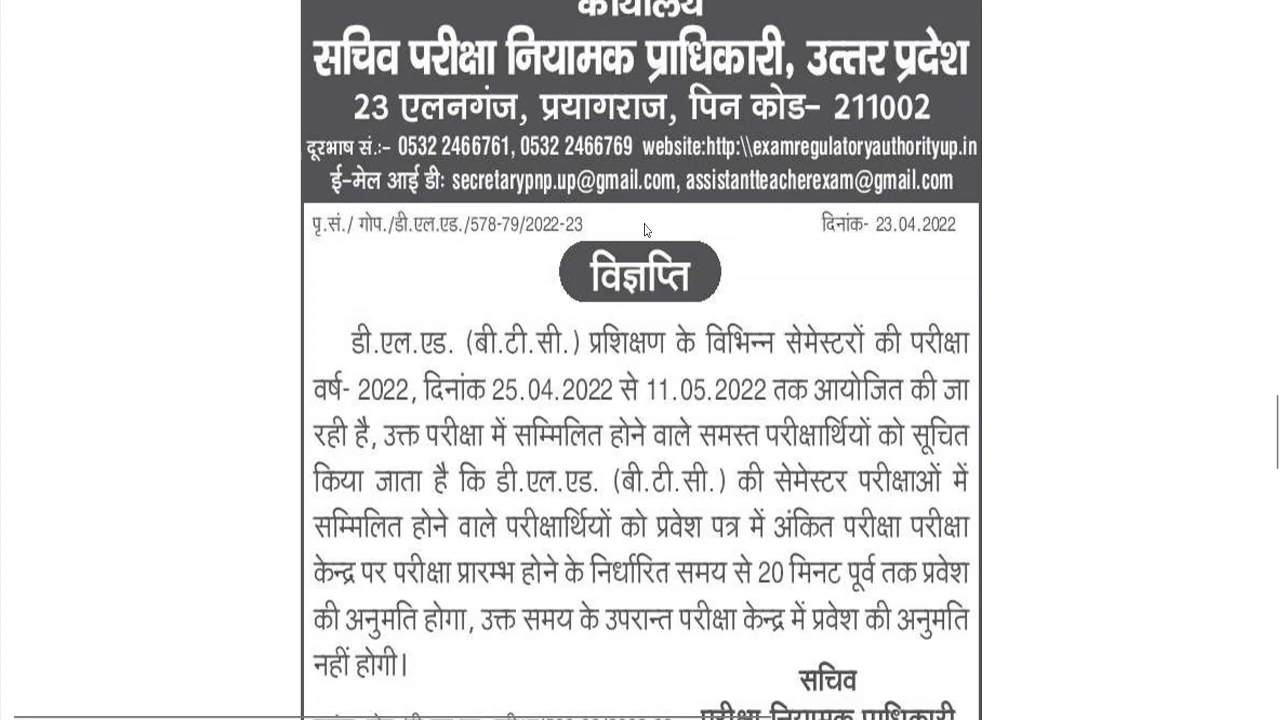 कार्यालय
सचिव परीक्षा नियामक प्राधिकारी, उत्तर प्रदेश
23 एलनगंज, प्रयागराज, पिन कोड- 211002
दूरभाष सं.:- 0532 2466761, 0532 2466769 website:http:\\examregulatoryauthorityup.in
ई-मेल आई डी: secretarypnp.up@gmail.com, assistantteacherexam@gmail.com
पृ.सं./ गोप./डी.एल.एड./578-79/2022-23 दिनांक- 23.04.2022
विज्ञप्ति
डी.एल.एड. (बी.टी.सी.) प्रशिक्षण के विभिन्न सेमेस्टरों की परीक्षा
वर्ष- 2022, दिनांक 25.04.2022 से 11.05.2022 तक आयोजित की जा
रही है, उक्त परीक्षा में सम्मिलित होने वाले समस्त परीक्षार्थियों को सूचित
किया जाता है कि डी.एल.एड. (बी.टी.सी.) की सेमेस्टर परीक्षाओं में
सम्मिलित होने वाले परीक्षार्थियों को प्रवेश पत्र में अंकित परीक्षा परीक्षा
केन्द्र पर परीक्षा प्रारम्भ होने के निर्धारित समय से 20 मिनट पूर्व तक प्रवेश
की अनुमति होगा, उक्त समय के उपरान्त परीक्षा केन्द्र में प्रवेश की अनुमति
नहीं होगी।
सचिव
परीक्षा नियामक प्राधिकारी